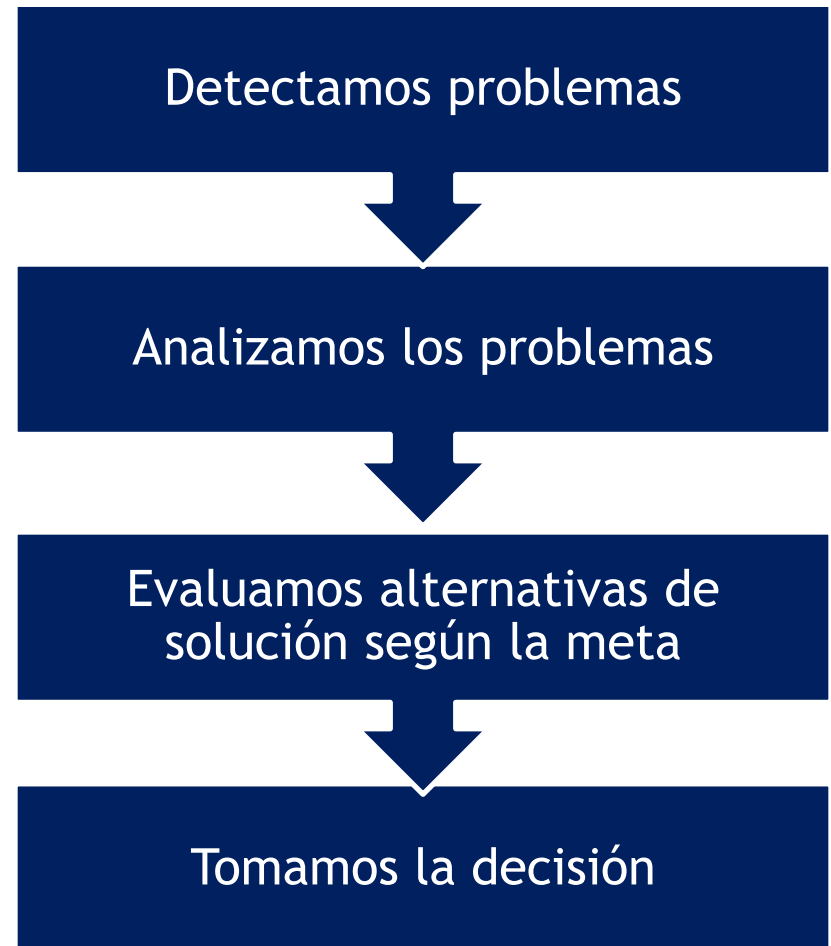 Detectamos problemas
Analizamos los problemas
Evaluamos alternativas de
solución según la meta
Tomamos la decisión